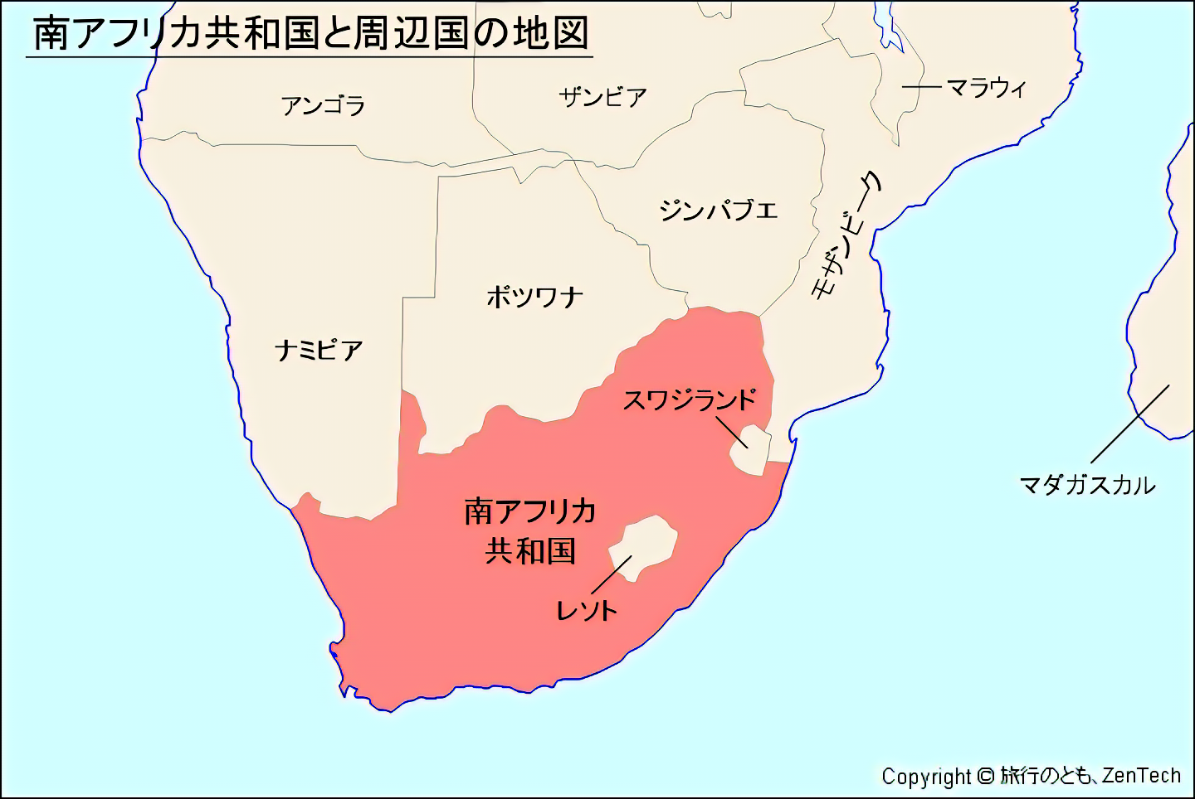 南アフリカ共和国と周辺国の地図
アンゴラ
ザンビア
マラウィ
ジンバブエ
モザンビーク
ボツワナ
ナミビア
スワジランド
マダガスカル
南アフリカ
共和国
レソト
Copyright © 旅行のとも、ZenTech